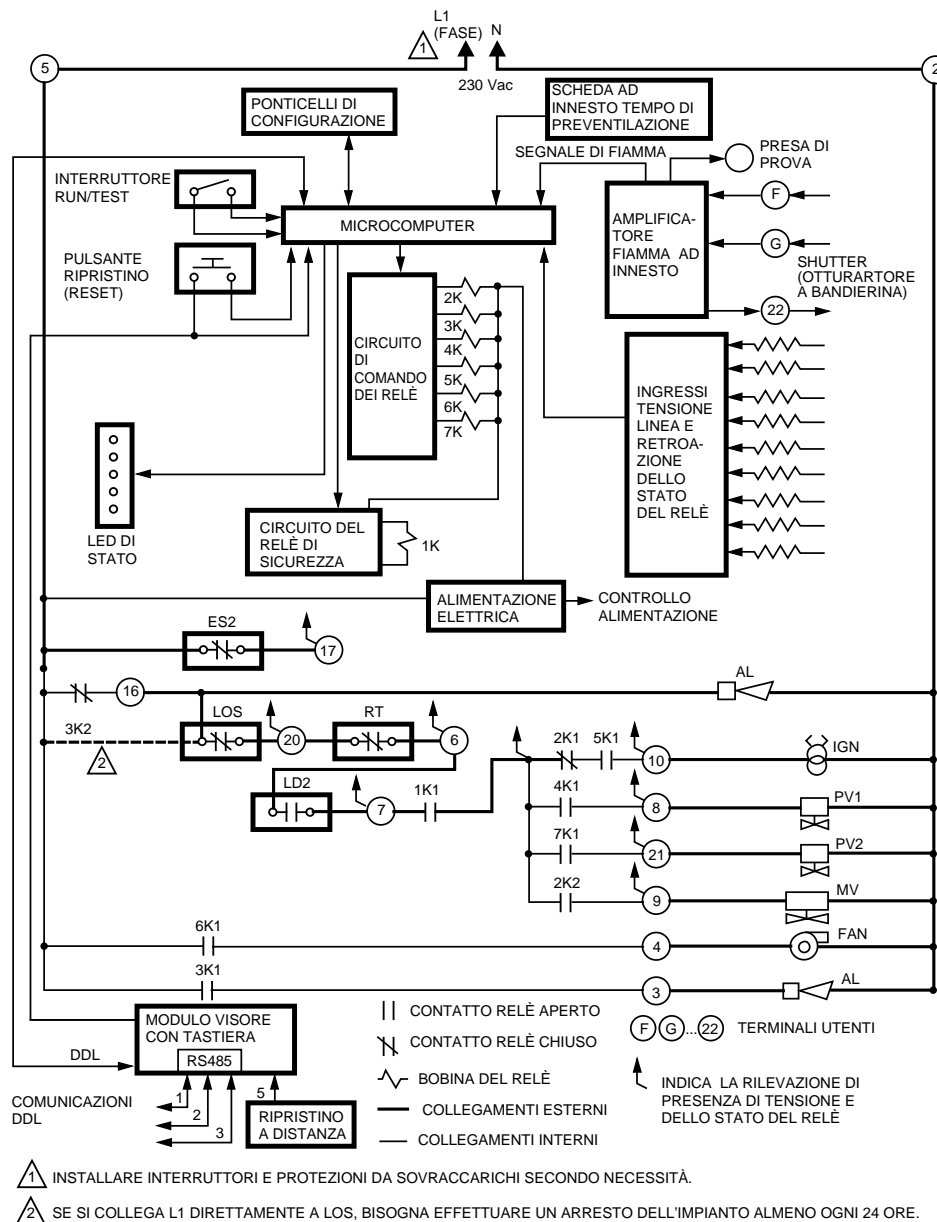 L1
(FASE) N
1
5
2
230 Vac
PONTICELLI DI
CONFIGURAZIONE
SCHEDA AD
INNESTO TEMPO DI
PREVENTILAZIONE
SEGNALE DI FIAMMA
PRESA DI
PROVA
INTERRUTTORE
RUN/TEST
MICROCOMPUTER
AMPLIFICA-
TORE
FIAMMA AD
INNESTO
F
G
SHUTTER
(OTTURARTORE
A BANDIERINA)
22
PULSANTE
RIPRISTINO
(RESET)
CIRCUITO
DI
COMANDO
DEI RELÈ
2K
3K
4K
5K
6K
7K
INGRESSI
TENSIONE
LINEA E
RETROA-
ZIONE
DELLO
STATO
DEL RELÈ
LED DI
STATO
CIRCUITO DEL
RELÈ DI
SICUREZZA
1K
ALIMENTAZIONE
ELETTRICA
CONTROLLO
ALIMENTAZIONE
ES2
17
16
AL
3K2
2
LOS
20
RT
6
LD2
7
1K1
2K1
5K1
10
IGN
4K1
8
PV1
7K1
21
PV2
2K2
9
MV
6K1
4
FAN
3K1
3
AL
MODULO VISORE
CON TASTIERA
RS485
DDL
COMUNICAZIONI
DDL
1
2
3
5
RIPRISTINO
A DISTANZA
CONTATTO RELÈ APERTO
CONTATTO RELÈ CHIUSO
BOBINA DEL RELÈ
COLLEGAMENTI ESTERNI
COLLEGAMENTI INTERNI
F G ... 22 TERMINALI UTENTI
INDICA LA RILEVAZIONE DI
PRESENZA DI TENSIONE E
DELLO STATO DEL RELÈ
1 INSTALLARE INTERRUTTORI E PROTEZIONI DA SOVRACCARICHI SECONDO NECESSITÀ.
2 SE SI COLLEGA L1 DIRETTAMENTE A LOS, BISOGNA EFFETTUARE UN ARRESTO DELL'IMPIANTO ALMENO OGNI 24 ORE.